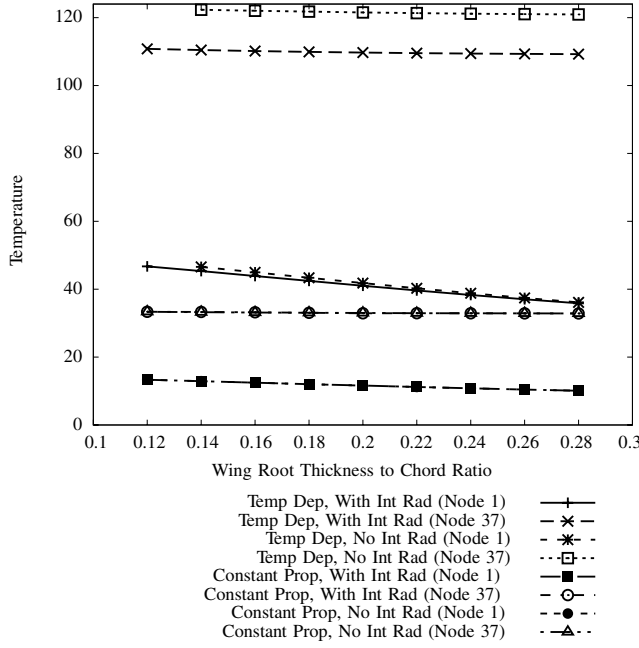 120
100
80
60
40
20
0
Temperature
0.1 0.12 0.14 0.16 0.18 0.2 0.22 0.24 0.26 0.28 0.3
Wing Root Thickness to Chord Ratio
Temp Dep, With Int Rad (Node 1)
Temp Dep, With Int Rad (Node 37)
Temp Dep, No Int Rad (Node 1)
Temp Dep, No Int Rad (Node 37)
Constant Prop, With Int Rad (Node 1)
Constant Prop, With Int Rad (Node 37)
Constant Prop, No Int Rad (Node 1)
Constant Prop, No Int Rad (Node 37)